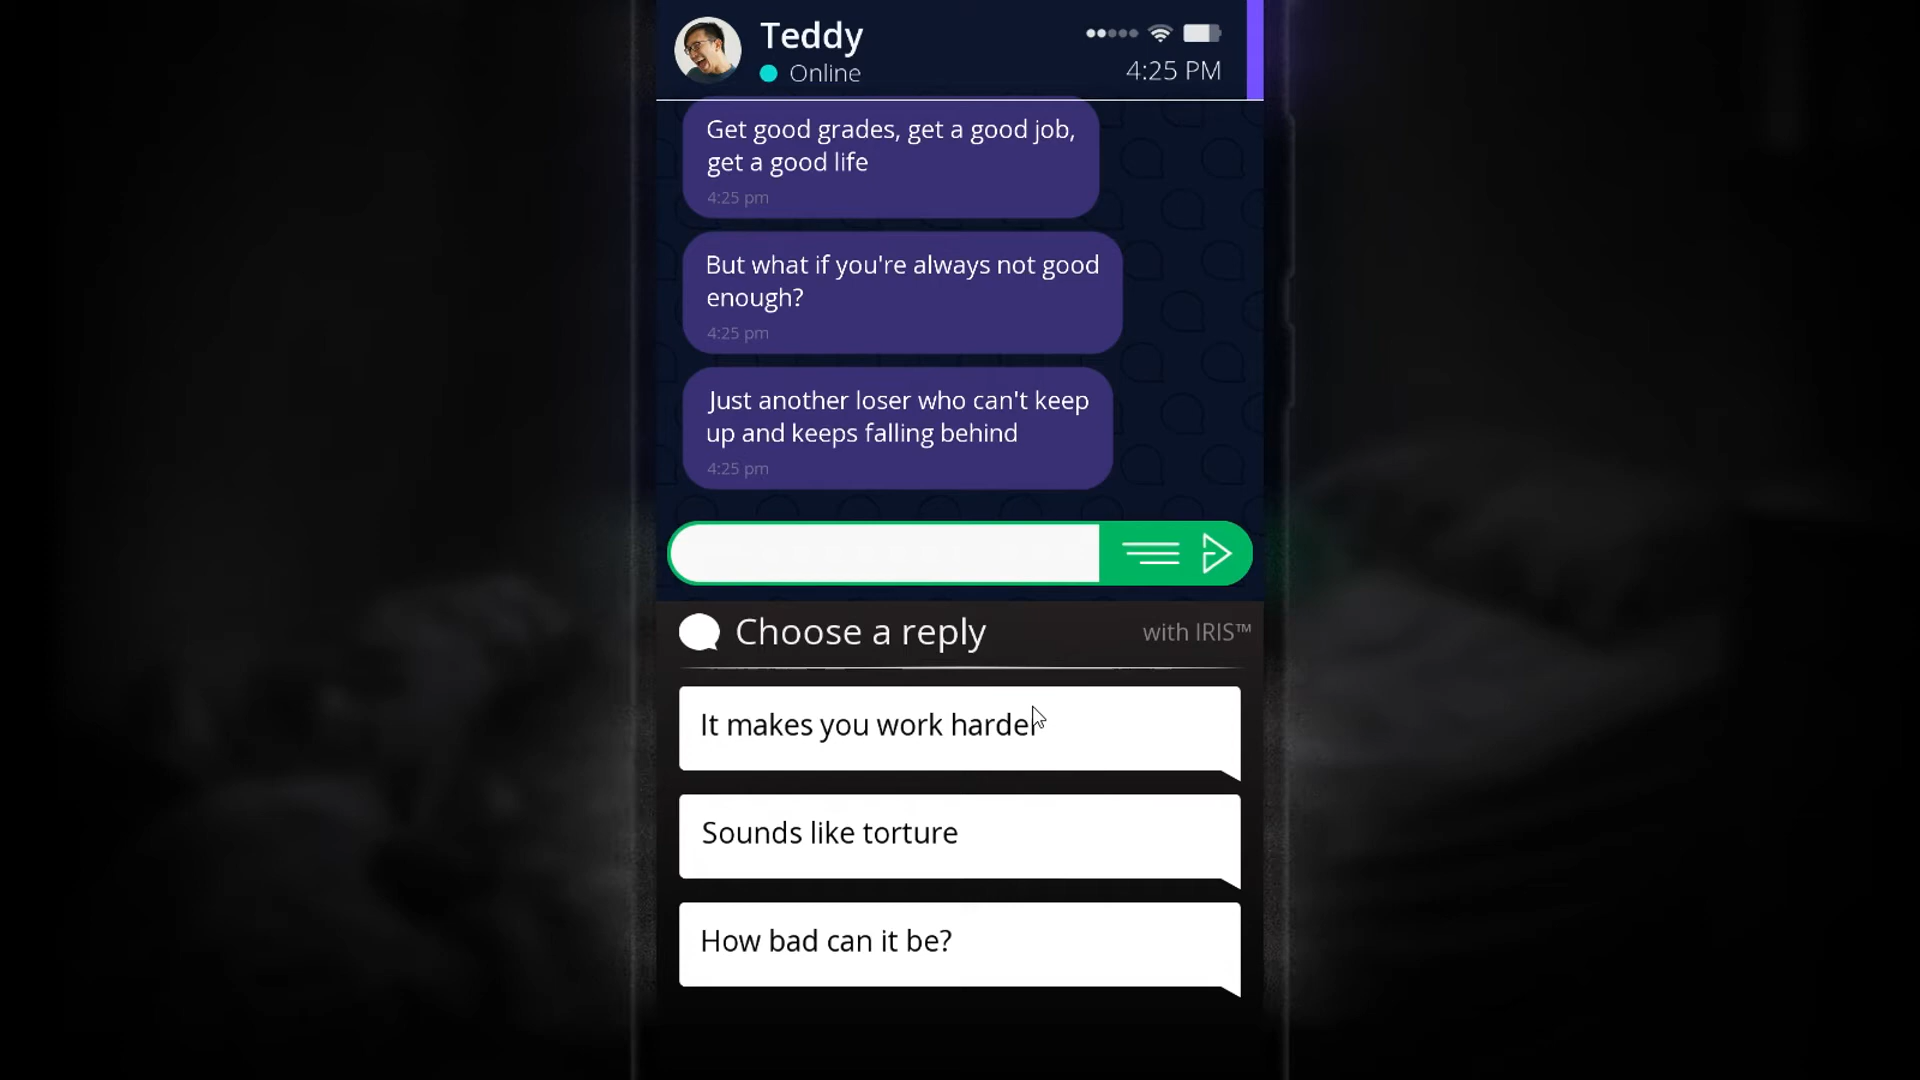 Teddy
Online
4:25 PM
Get good grades, get a good job,
get a good life
4:25 pm
But what if you're always not good
enough?
4:25 pm
Just another loser who can't keep
up and keeps falling behind
4:25 pm
Choose a reply
with IRIS™
It makes you work harder
Sounds like torture
How bad can it be?